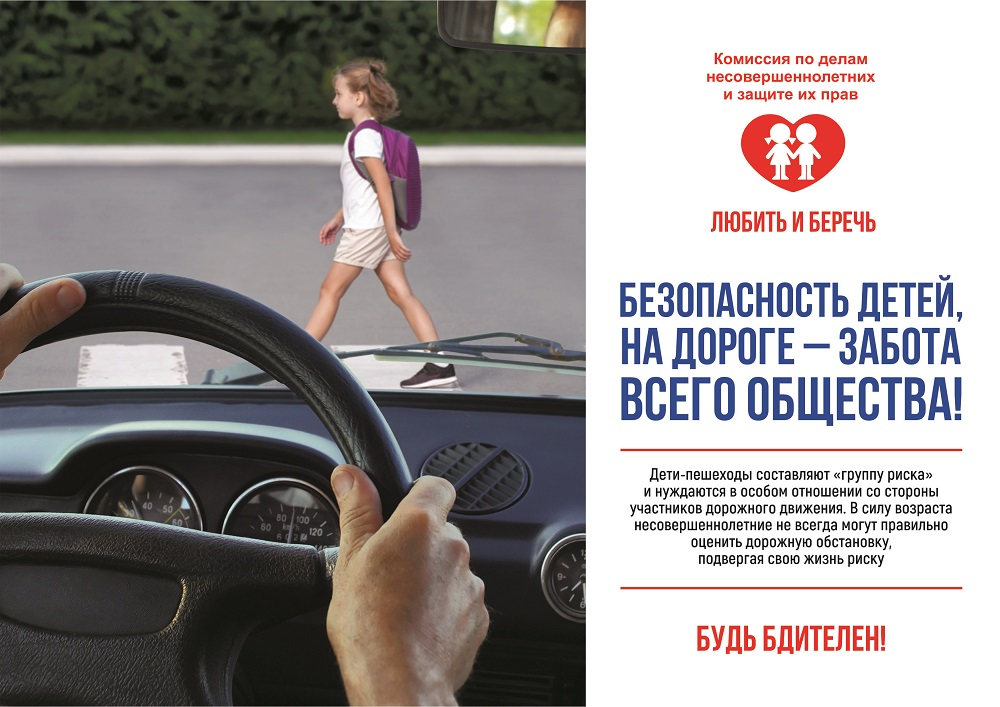 Комиссия по делам
несовершеннолетних
и защите их прав
ЛЮБИТЬ И БЕРЕЧЬ
БЕЗОПАСНОСТЬ ДЕТЕЙ,
НА ДОРОГЕ – ЗАБОТА
ВСЕГО ОБЩЕСТВА!
Дети-пешеходы составляют «группу риска»
и нуждаются в особом отношении со стороны
участников дорожного движения. В силу возраста
несовершеннолетние не всегда могут правильно
оценить дорожную обстановку,
подвергая свою жизнь риску
БУДЬ БДИТЕЛЕН!